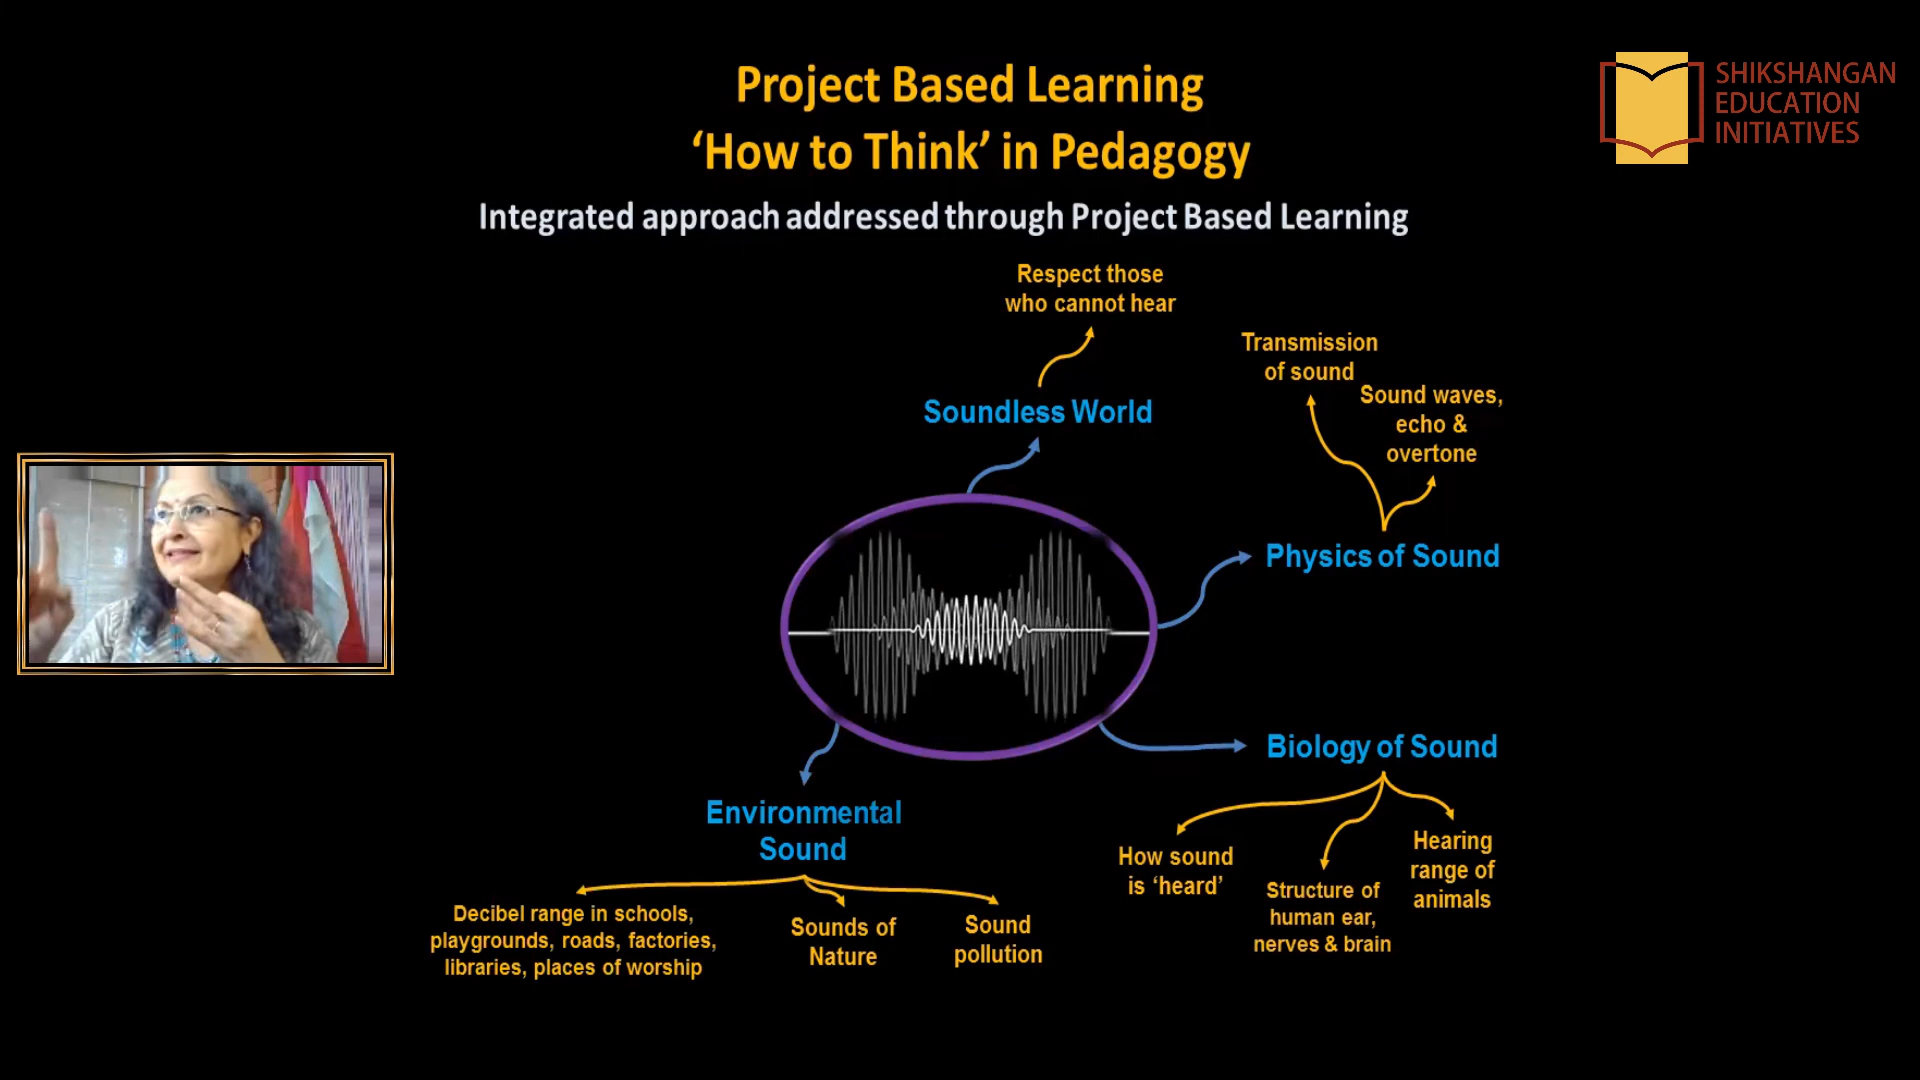 Project Based Learning
‘How to Think’ in Pedagogy
Integrated approach addressed through Project Based Learning
SHIKSHANGAN
EDUCATION
INITIATIVES
Respect those
who cannot hear
Soundless World
Transmission
of sound
Sound waves,
echo &
overtone
Physics of Sound
Biology of Sound
How sound
is ‘heard’
Structure of
human ear,
nerves & brain
Hearing
range of
animals
Environmental
Sound
Decibel range in schools,
playgrounds, roads, factories,
libraries, places of worship
Sounds of
Nature
Sound
pollution